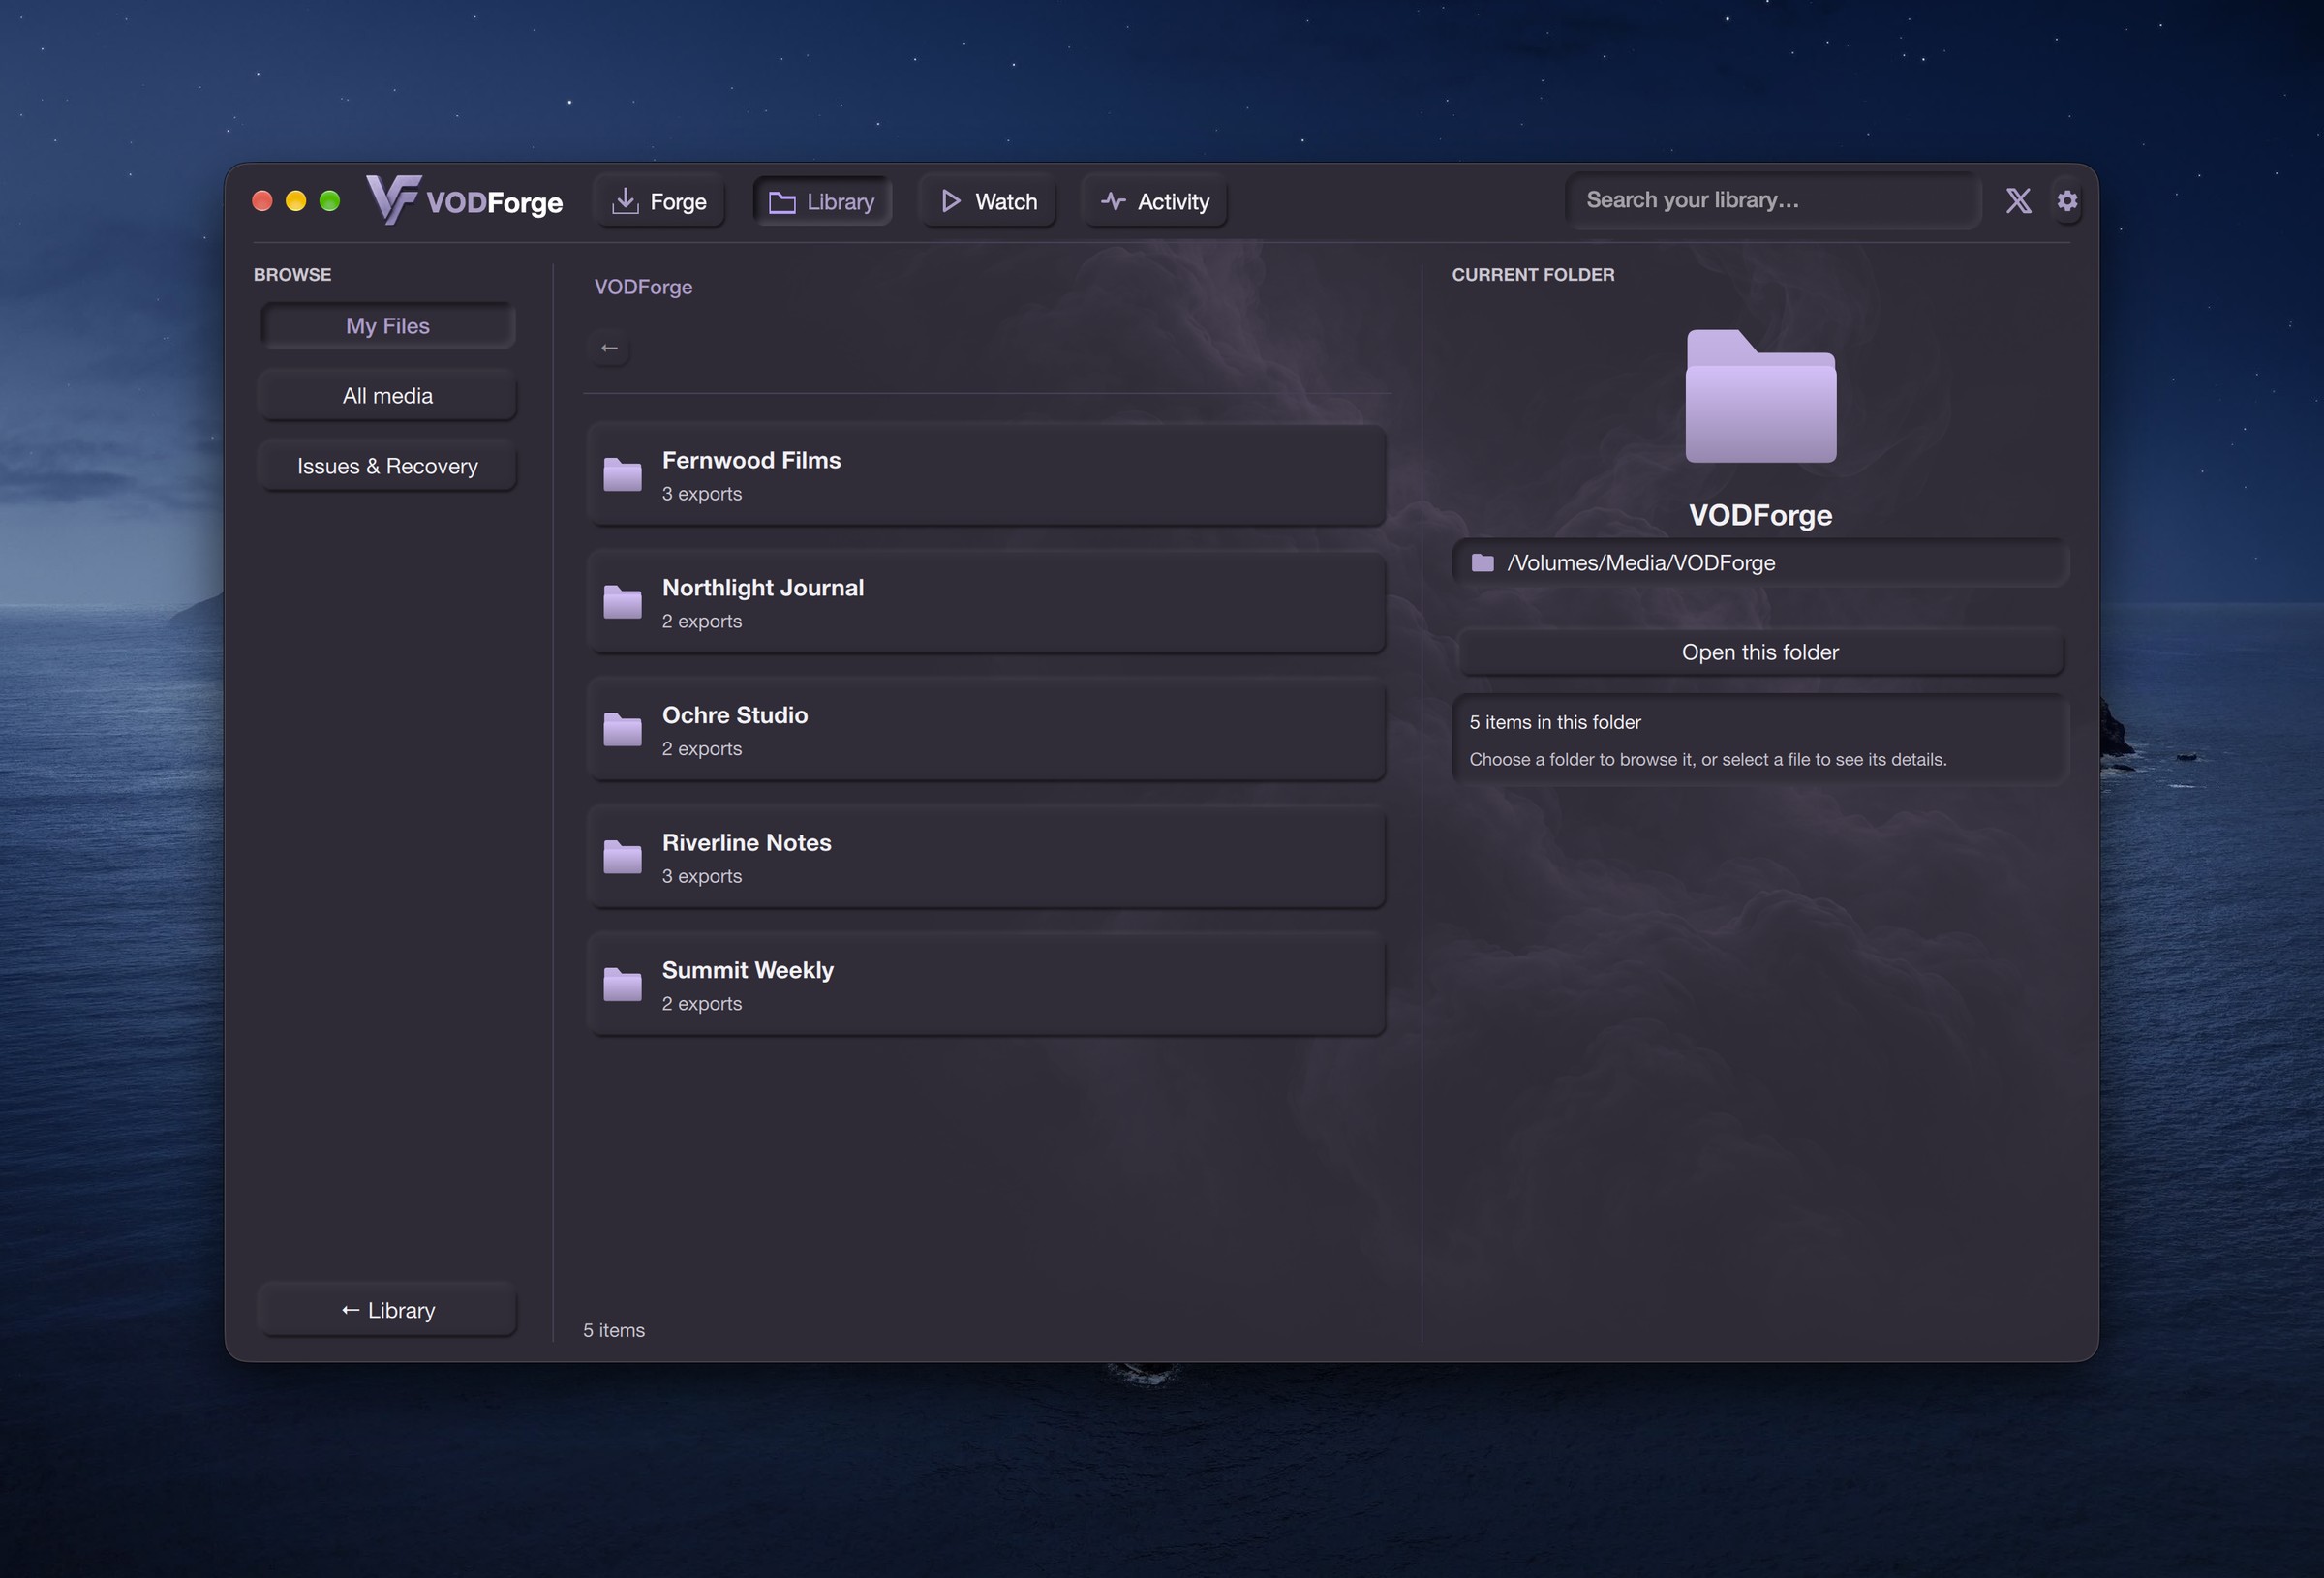 VODForge
Forge
Library
Watch
Activity
Search your library...
BROWSE
My Files
All media
Issues & Recovery
← Library
VODForge
←
Fernwood Films
3 exports
Northlight Journal
2 exports
Ochre Studio
2 exports
Riverline Notes
3 exports
Summit Weekly
2 exports
5 items
CURRENT FOLDER
VODForge
/Volumes/Media/VODForge
Open this folder
5 items in this folder
Choose a folder to browse it, or select a file to see its details.